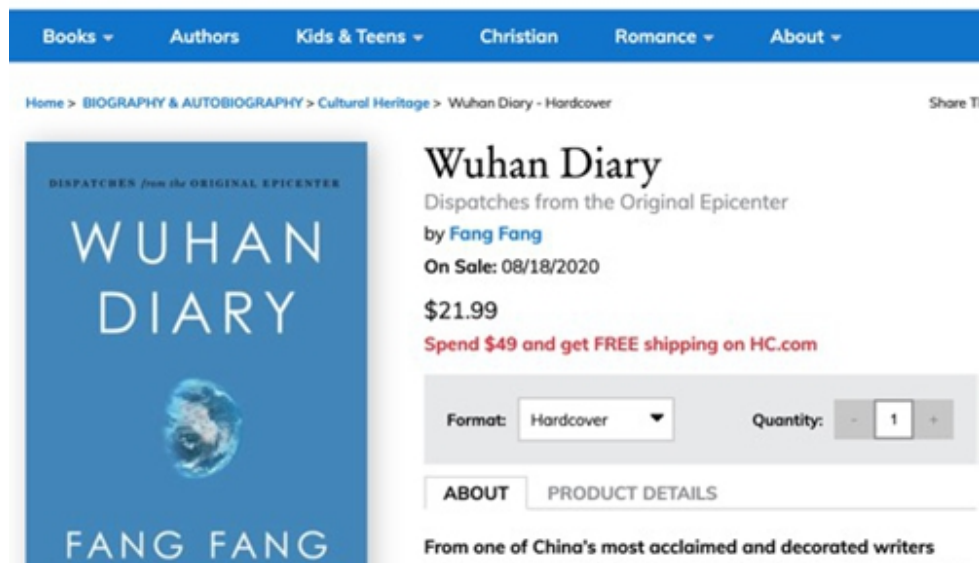 Books
Authors
Kids & Teens
Christian
Romance
About
Home > BIOGRAPHY & AUTOBIOGRAPHY > Cultural Heritage > Wuhan Diary - Hardcover
Share
DISPATCHES from the ORIGINAL EPICENTER
WUHAN
DIARY
FANG FANG
Wuhan Diary
Dispatches from the Original Epicenter
by Fang Fang
On Sale: 08/18/2020
$21.99
Spend $49 and get FREE shipping on HC.com
Format: Hardcover
Quantity: - 1 +
ABOUT
PRODUCT DETAILS
From one of China's most acclaimed and decorated writers